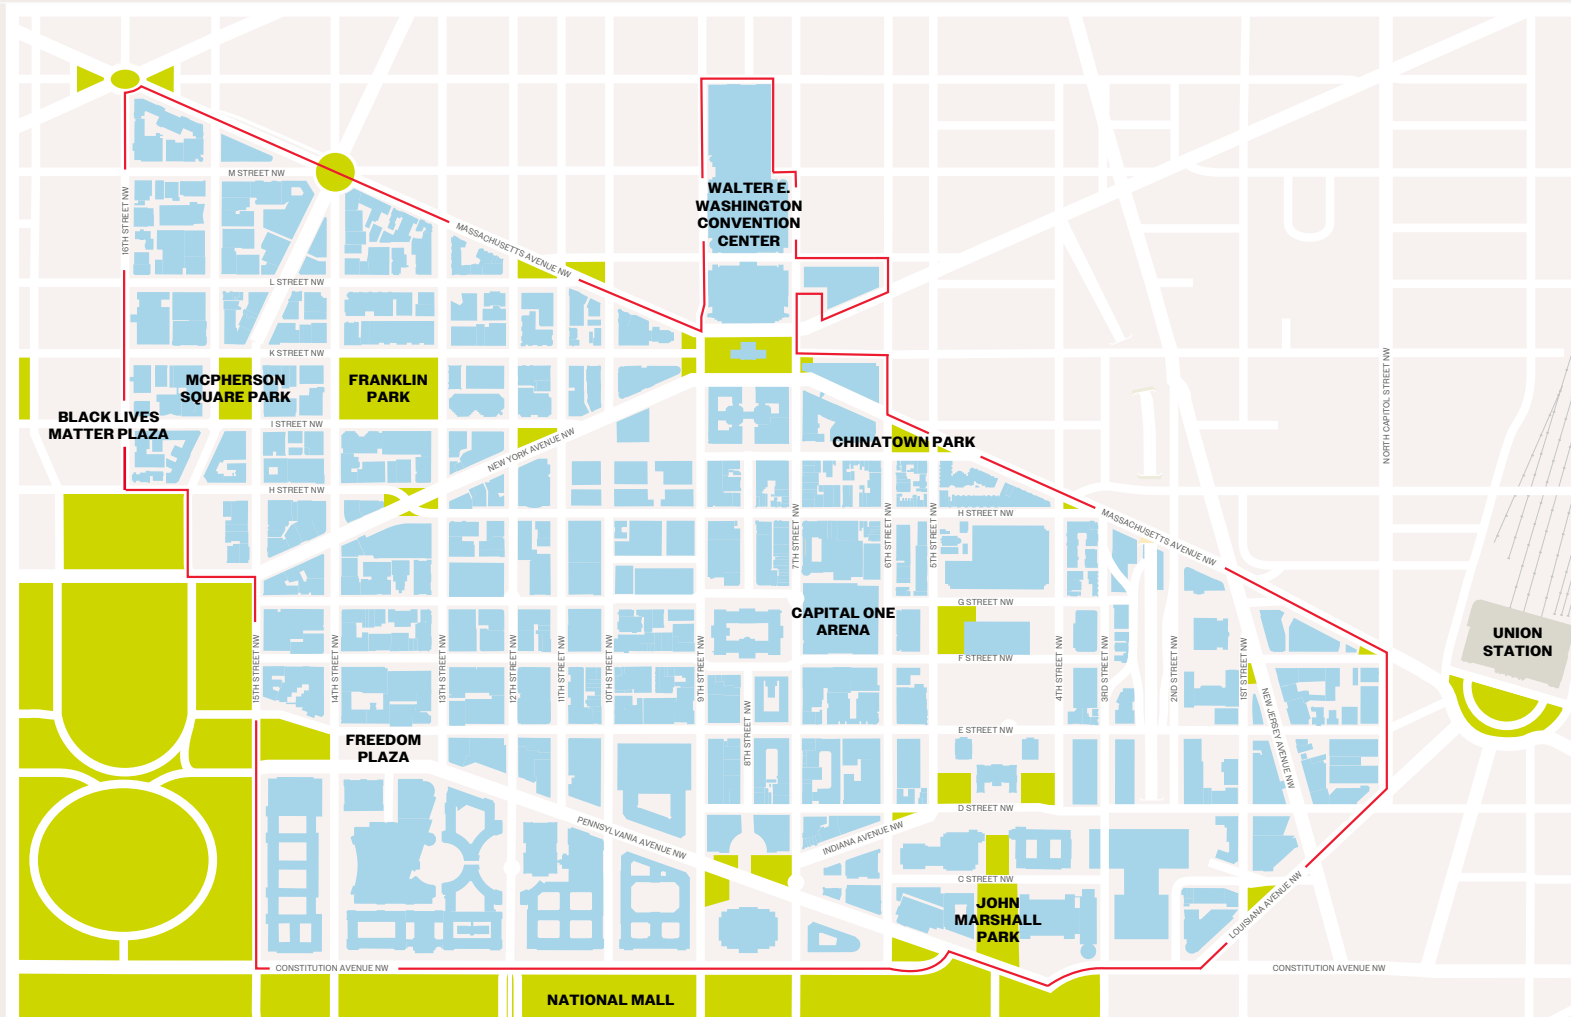 M STREET NW
16TH STREET NW
WALTER E.
WASHINGTON
CONVENTION
CENTER
MASSACHUSETTS AVENUE NW
L STREET NW
K STREET NW
MCPHERSON
SQUARE PARK
FRANKLIN
PARK
NORTH CAPITOL STREET NW
BLACK LIVES
MATTER PLAZA
I STREET NW
NEW YORK AVENUE NW
CHINATOWN PARK
H STREET NW
H STREET NW
MASSACHUSETTS AVENUE NW
7TH STREET NW
6TH STREET NW
5TH STREET NW
G STREET NW
CAPITAL ONE
ARENA
UNION
STATION
F STREET NW
15TH STREET NW
14TH STREET NW
13TH STREET NW
12TH STREET NW
11TH STREET NW
10TH STREET NW
9TH STREET NW
8TH STREET NW
4TH STREET NW
3RD STREET NW
2ND STREET NW
1ST STREET NW
NEW JERSEY AVENUE NW
E STREET NW
FREEDOM
PLAZA
D STREET NW
PENNSYLVANIA AVENUE NW
INDIANA AVENUE NW
C STREET NW
JOHN
MARSHALL
PARK
LOUISIANA AVENUE NW
CONSTITUTION AVENUE NW
CONSTITUTION AVENUE NW
NATIONAL MALL